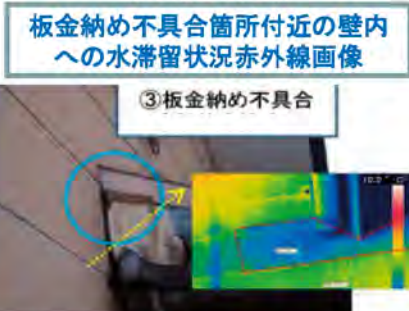 板金納め不具合箇所付近の壁内
への水滞留状況赤外線画像
③板金納め不具合